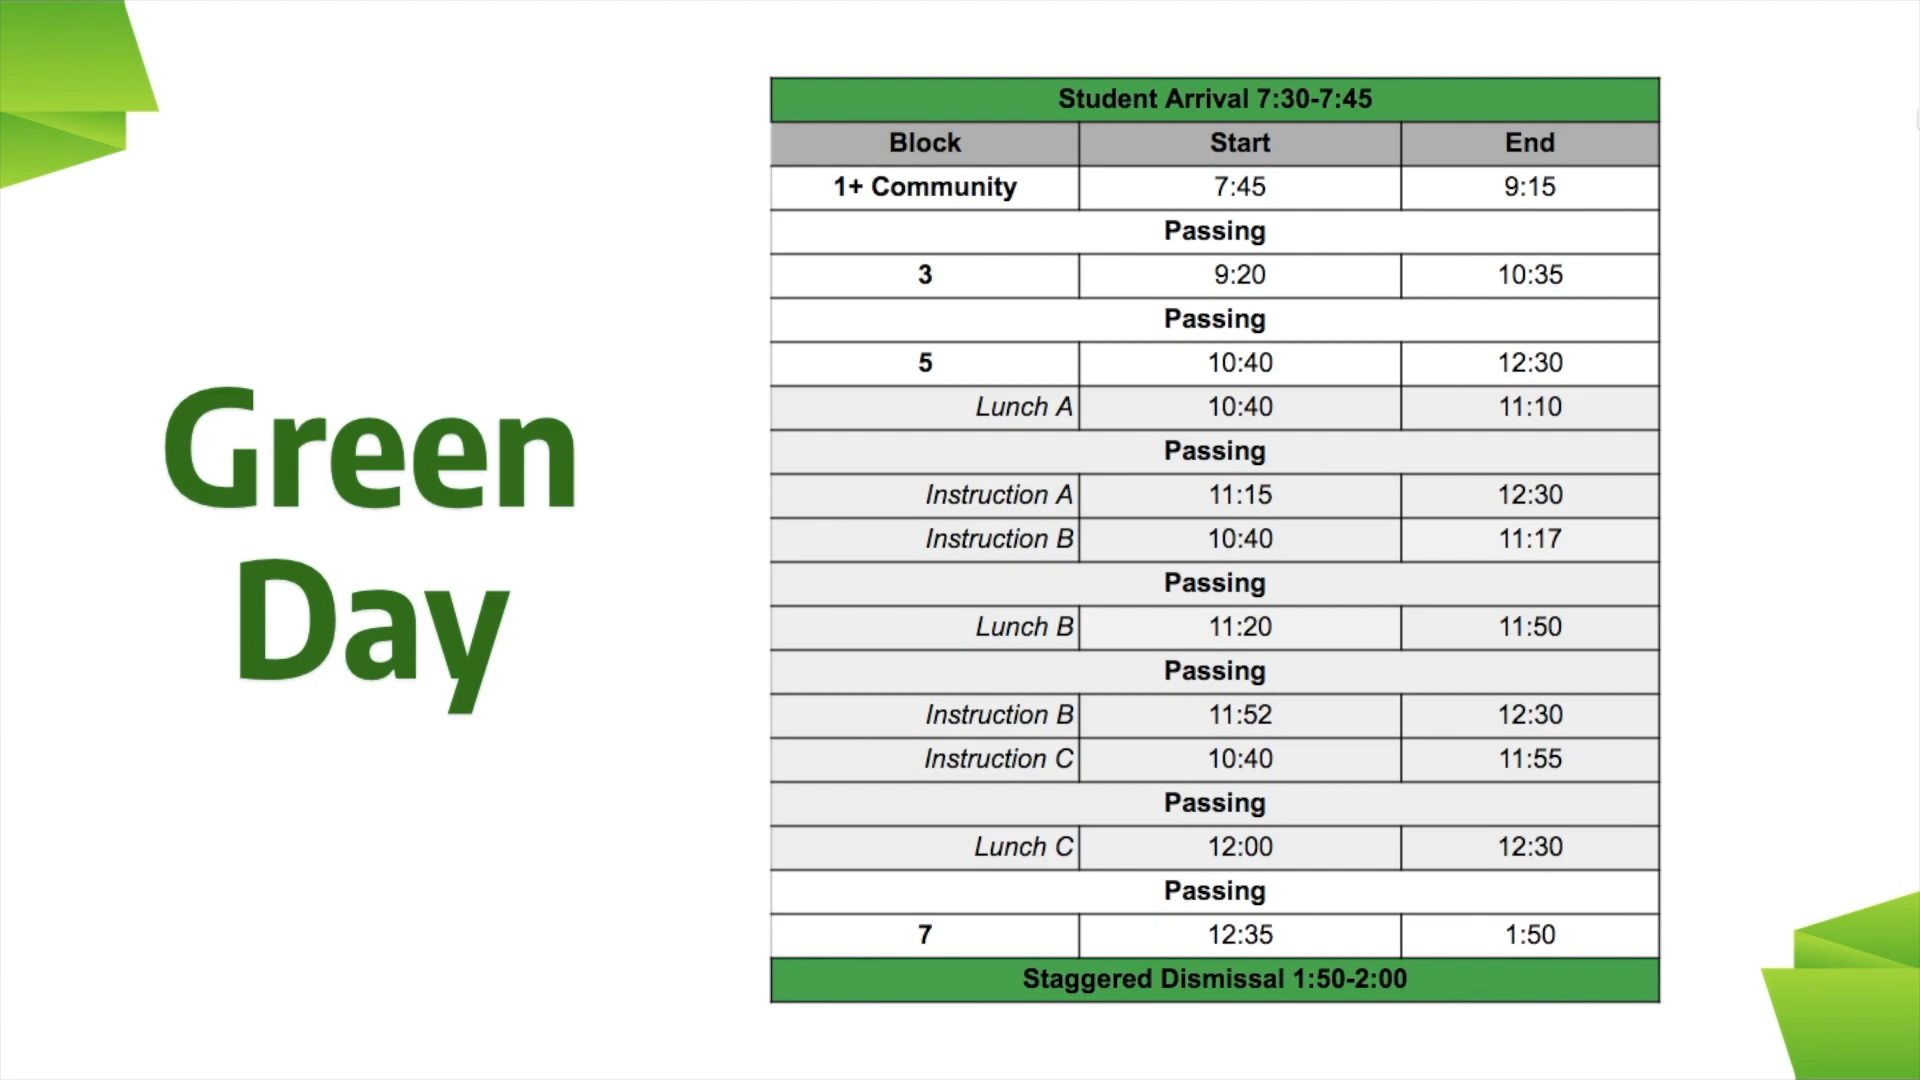 Green
Day
Student Arrival 7:30-7:45
Block Start End
1+ Community 7:45 9:15
Passing
3 9:20 10:35
Passing
5 10:40 12:30
Lunch A 10:40 11:10
Passing
Instruction A 11:15 12:30
Instruction B 10:40 11:17
Passing
Lunch B 11:20 11:50
Passing
Instruction B 11:52 12:30
Instruction C 10:40 11:55
Passing
Lunch C 12:00 12:30
Passing
7 12:35 1:50
Staggered Dismissal 1:50-2:00